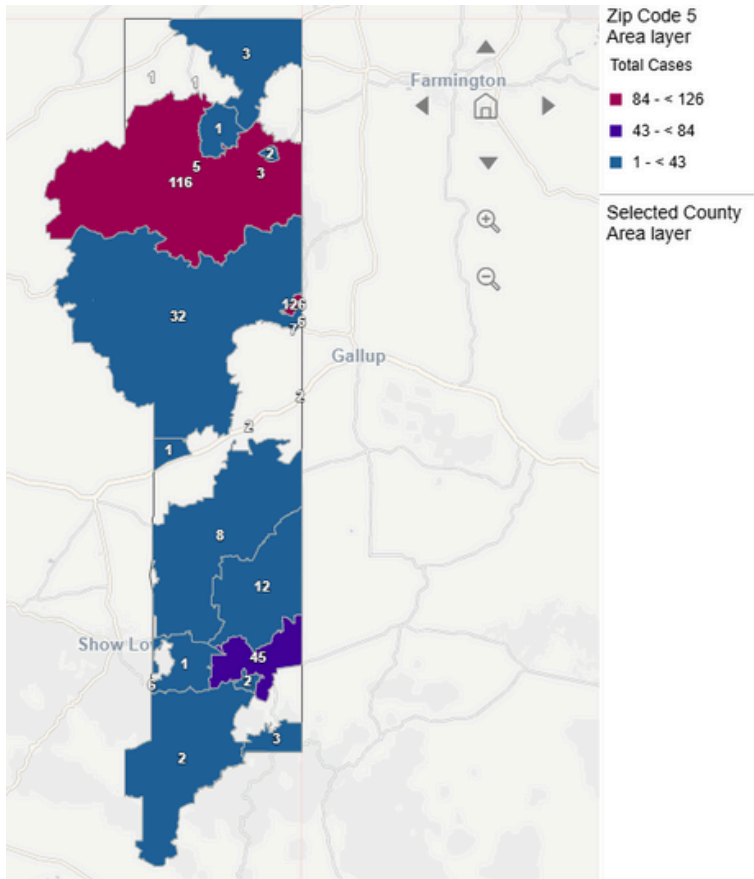 Zip Code 5
Area layer
Total Cases
84 - < 126
43 - < 84
1 - < 43
Selected County
Area layer
3
Farmington
1
1
1
2
5
3
116
126
32
6
7
Gallup
2
2
1
8
12
Show Low
45
1
2
6
3
2